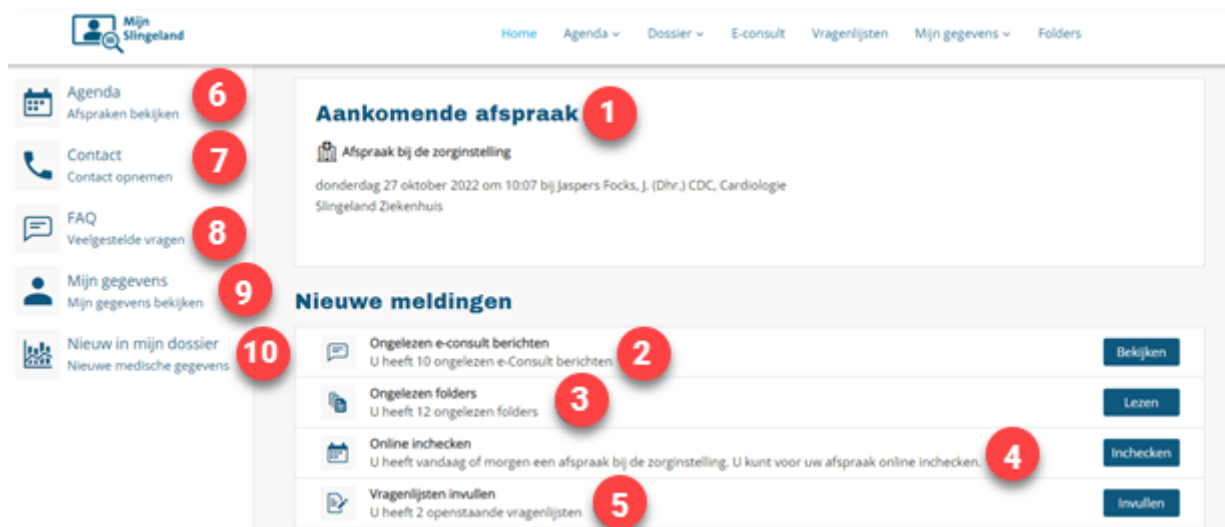 Mijn
Slingeland
Home Agenda Dossier E-consult Vragenlijsten Mijn gegevens Folders
Agenda
Afspraken bekijken
6
Contact
Contact opnemen
7
FAQ
Veelgestelde vragen
8
Mijn gegevens
Mijn gegevens bekijken
9
Nieuw in mijn dossier
Nieuwe medische gegevens
10
Aankomende afspraak 1
Afspraak bij de zorginstelling
donderdag 27 oktober 2022 om 10:07 bij Jaspers Focks, J. (Dhr.) CDC, Cardiologie
Slingeland Ziekenhuis
Nieuwe meldingen
Ongelezen e-consult berichten
U heeft 10 ongelezen e-Consult berichten
2
Bekijken
Ongelezen folders
U heeft 12 ongelezen folders
3
Lezen
Online inchecken
U heeft vandaag of morgen een afspraak bij de zorginstelling. U kunt voor uw afspraak online inchecken.
4
Inchecken
Vragenlijsten invullen
U heeft 2 openstaande vragenlijsten
5
Invullen